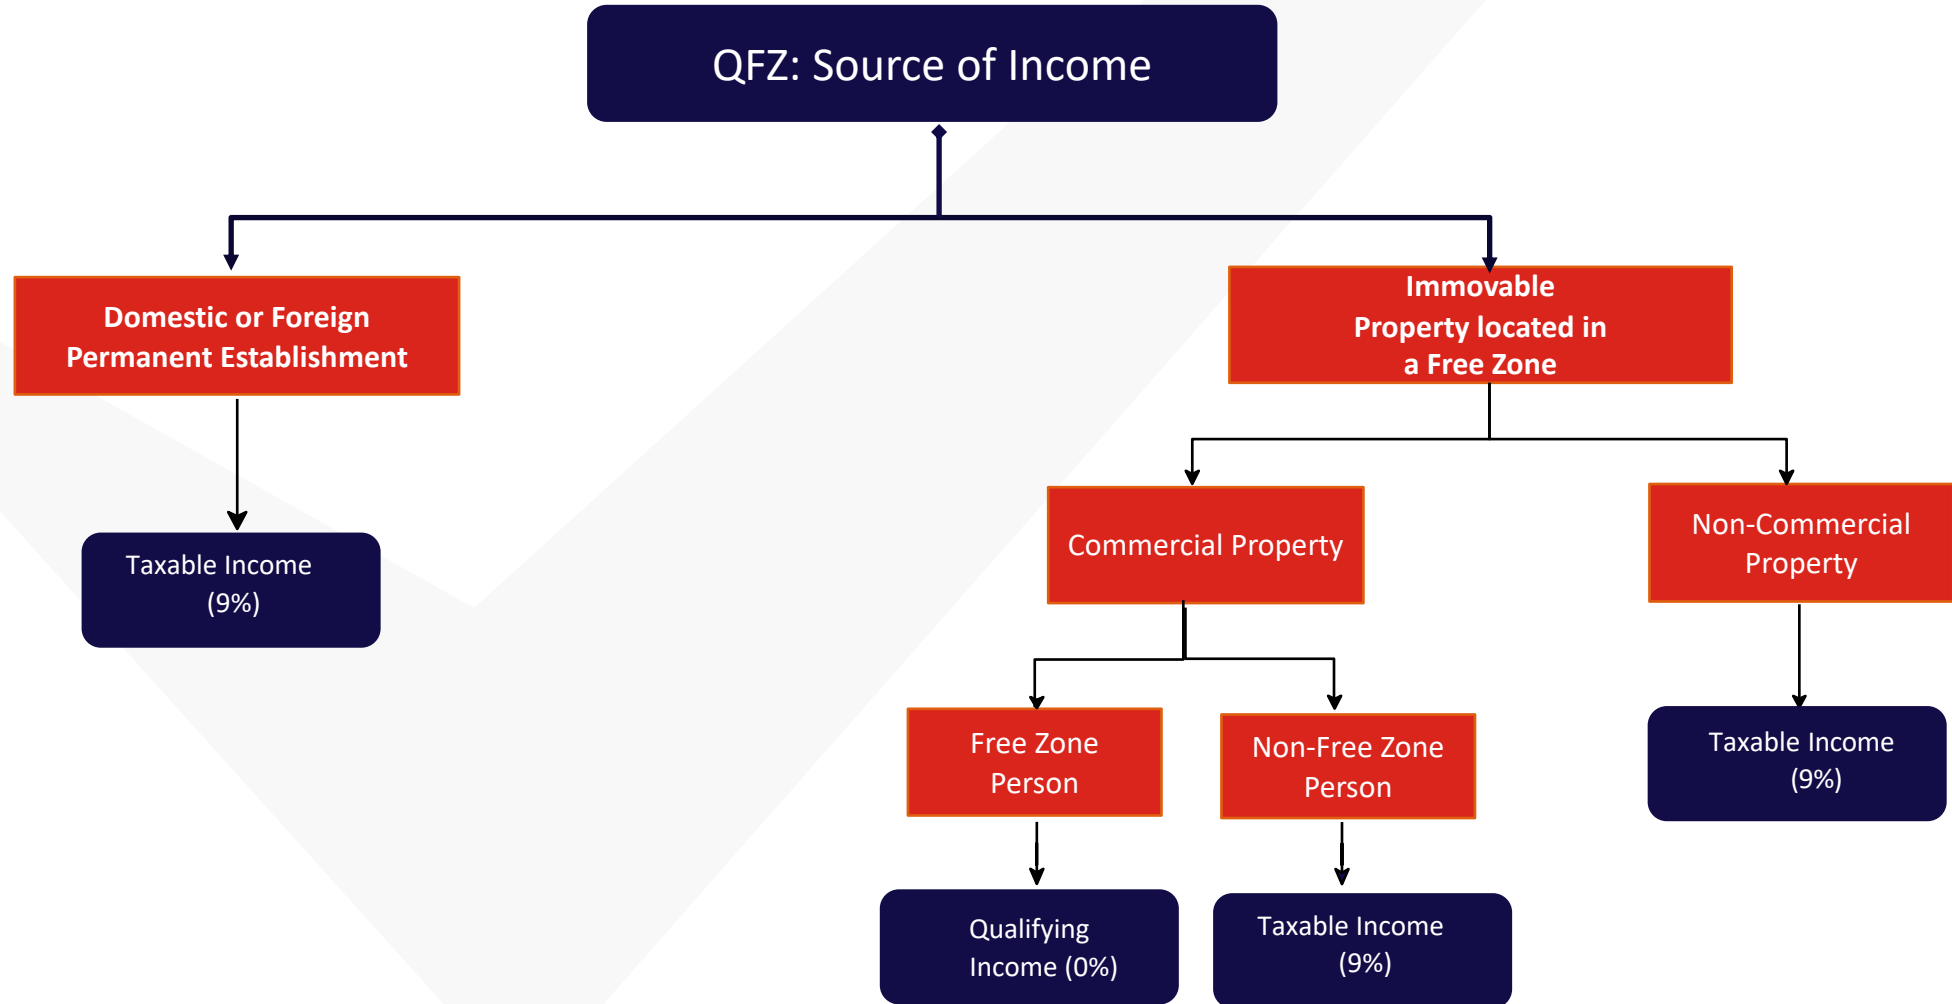 QFZ: Source of Income
Domestic or Foreign
Permanent Establishment
Immovable
Property located in
a Free Zone
Commercial Property
Non-Commercial
Property
Taxable Income
(9%)
Free Zone
Person
Non-Free Zone
Person
Taxable Income
(9%)
Qualifying
Income (0%)
Taxable Income
(9%)